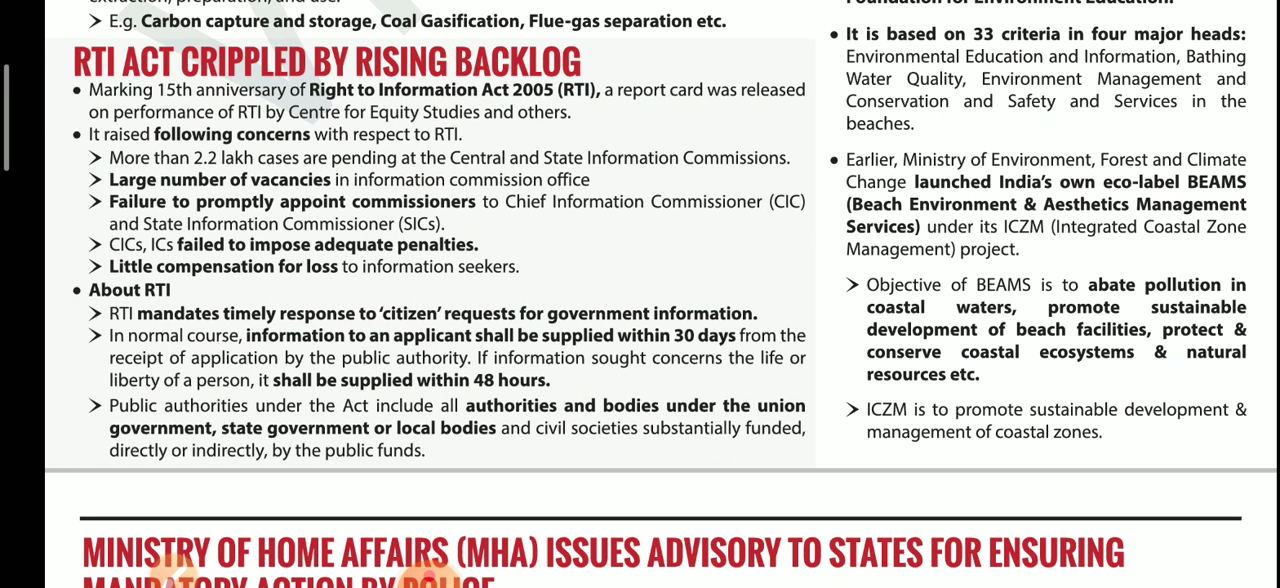 extraction, preparation, and use.
➤ E.g. Carbon capture and storage, Coal Gasification, Flue-gas separation etc.
RTI ACT CRIPPLED BY RISING BACKLOG
• Marking 15th anniversary of Right to Information Act 2005 (RTI), a report card was released
on performance of RTI by Centre for Equity Studies and others.
• It raised following concerns with respect to RTI.
➤ More than 2.2 lakh cases are pending at the Central and State Information Commissions.
➤ Large number of vacancies in information commission office
➤ Failure to promptly appoint commissioners to Chief Information Commissioner (CIC)
and State Information Commissioner (SICs).
➤ CICs, ICs failed to impose adequate penalties.
➤ Little compensation for loss to information seekers.
• About RTI
➤ RTI mandates timely response to ‘citizen’ requests for government information.
➤ In normal course, information to an applicant shall be supplied within 30 days from the
receipt of application by the public authority. If information sought concerns the life or
liberty of a person, it shall be supplied within 48 hours.
➤ Public authorities under the Act include all authorities and bodies under the union
government, state government or local bodies and civil societies substantially funded,
directly or indirectly, by the public funds.
Foundation for Environment Education.
• It is based on 33 criteria in four major heads:
Environmental Education and Information, Bathing
Water Quality, Environment Management and
Conservation and Safety and Services in the
beaches.
• Earlier, Ministry of Environment, Forest and Climate
Change launched India’s own eco-label BEAMS
(Beach Environment & Aesthetics Management
Services) under its ICZM (Integrated Coastal Zone
Management) project.
➤ Objective of BEAMS is to abate pollution in
coastal waters, promote sustainable
development of beach facilities, protect &
conserve coastal ecosystems & natural
resources etc.
➤ ICZM is to promote sustainable development &
management of coastal zones.
MINISTRY OF HOME AFFAIRS (MHA) ISSUES ADVISORY TO STATES FOR ENSURING
MANDATORY ACTION BY POLICE